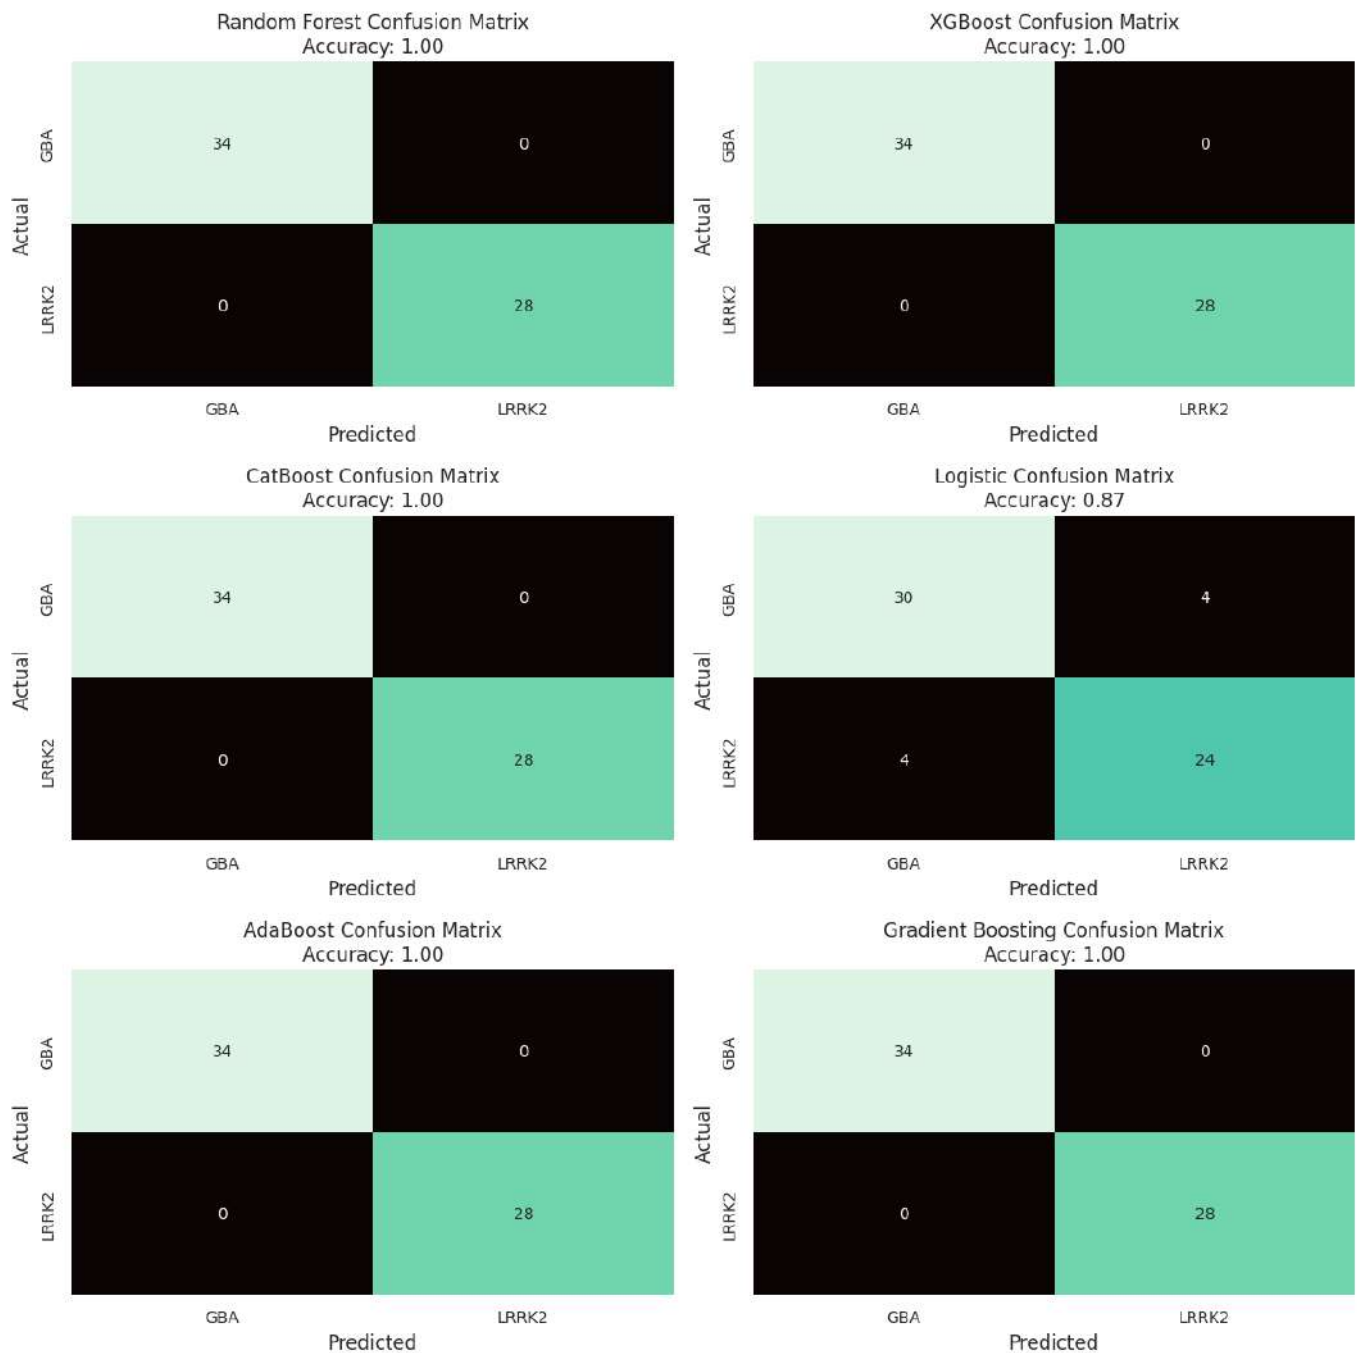 Random Forest Confusion Matrix
Accuracy: 1.00
GBA
34
0
Actual
LRRK2
0
28
GBA
LRRK2
Predicted
XGBoost Confusion Matrix
Accuracy: 1.00
GBA
34
0
Actual
LRRK2
0
28
GBA
LRRK2
Predicted
CatBoost Confusion Matrix
Accuracy: 1.00
GBA
34
0
Actual
LRRK2
0
28
GBA
LRRK2
Predicted
Logistic Confusion Matrix
Accuracy: 0.87
GBA
30
4
Actual
LRRK2
4
24
GBA
LRRK2
Predicted
AdaBoost Confusion Matrix
Accuracy: 1.00
GBA
34
0
Actual
LRRK2
0
28
GBA
LRRK2
Predicted
Gradient Boosting Confusion Matrix
Accuracy: 1.00
GBA
34
0
Actual
LRRK2
0
28
GBA
LRRK2
Predicted